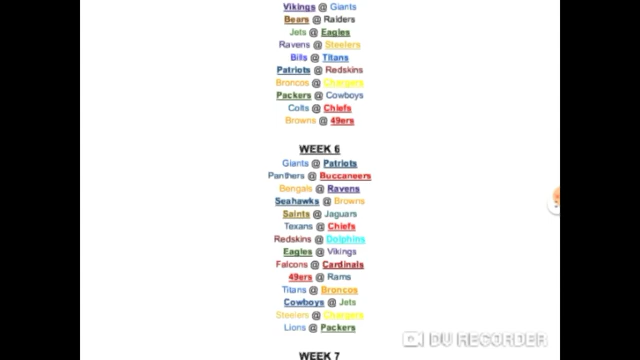 Vikings @ Giants
Bears @ Raiders
Jets @ Eagles
Ravens @ Steelers
Bills @ Titans
Patriots @ Redskins
Broncos @ Chargers
Packers @ Cowboys
Colts @ Chiefs
Browns @ 49ers
WEEK 6
Giants @ Patriots
Panthers @ Buccaneers
Bengals @ Ravens
Seahawks @ Browns
Saints @ Jaguars
Texans @ Chiefs
Redskins @ Dolphins
Eagles @ Vikings
Falcons @ Cardinals
49ers @ Rams
Titans @ Broncos
Cowboys @ Jets
Steelers @ Chargers
Lions @ Packers
WEEK 7
DU RECORDER